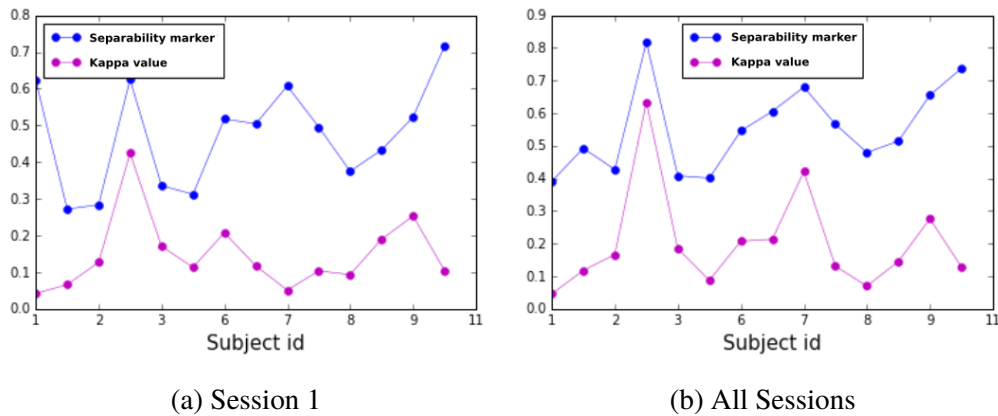 0.8
0.7
0.6
0.5
0.4
0.3
0.2
0.1
0.0
Separability marker
Kappa value
1 2 3 6 7 8 9 11
Subject id
(a) Session 1
0.9
0.8
0.7
0.6
0.5
0.4
0.3
0.2
0.1
0.0
Separability marker
Kappa value
1 2 3 6 7 8 9 11
Subject id
(b) All Sessions